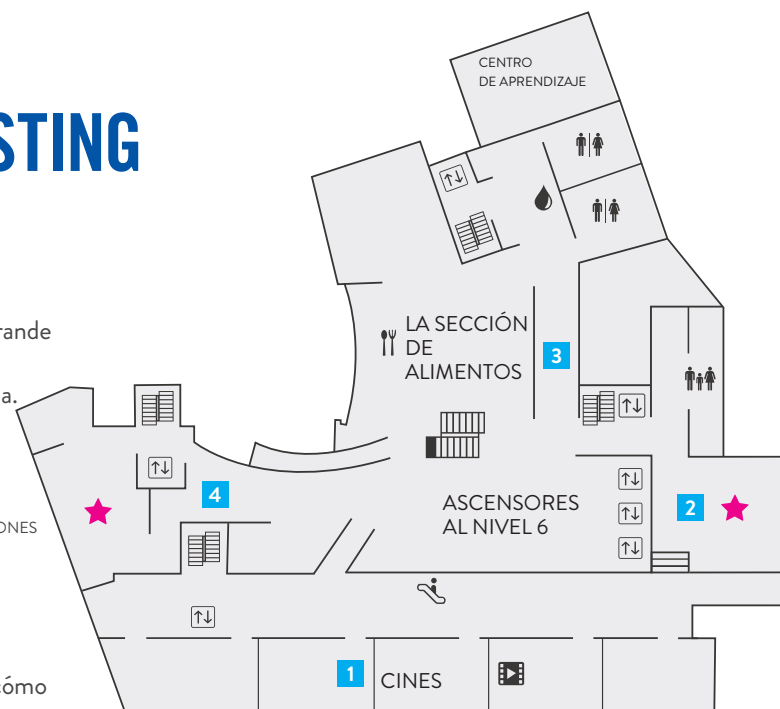 STING
CENTRO
DE APRENDIZAJE
rande
a.
LA SECCIÓN
DE
ALIMENTOS
3
4
ONES
ASCENSORES
AL NIVEL 6
2
cómo
1
CINES